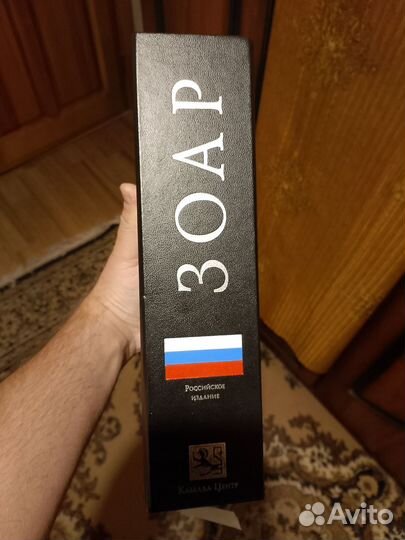 ЗОАР
Российское
издание
Каббала Центр
Avito